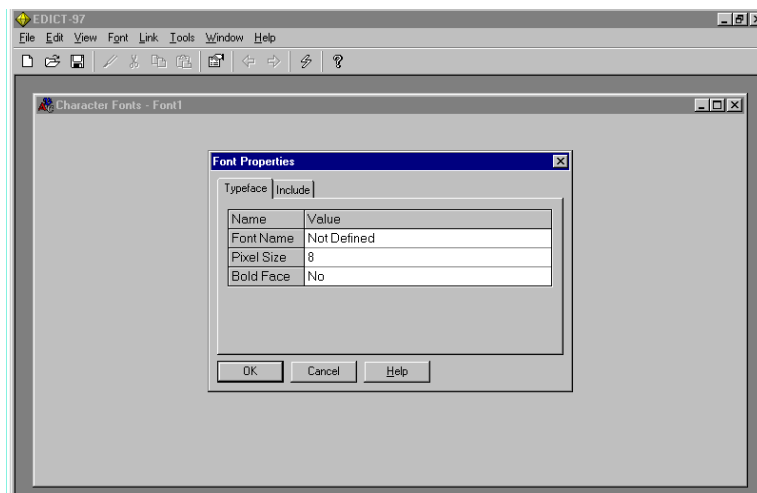 EDICT-97
File Edit View Font Link Tools Window Help
Character Fonts - Font1
Font Properties
Typeface Include
Name Value
Font Name Not Defined
Pixel Size 8
Bold Face No
OK Cancel Help